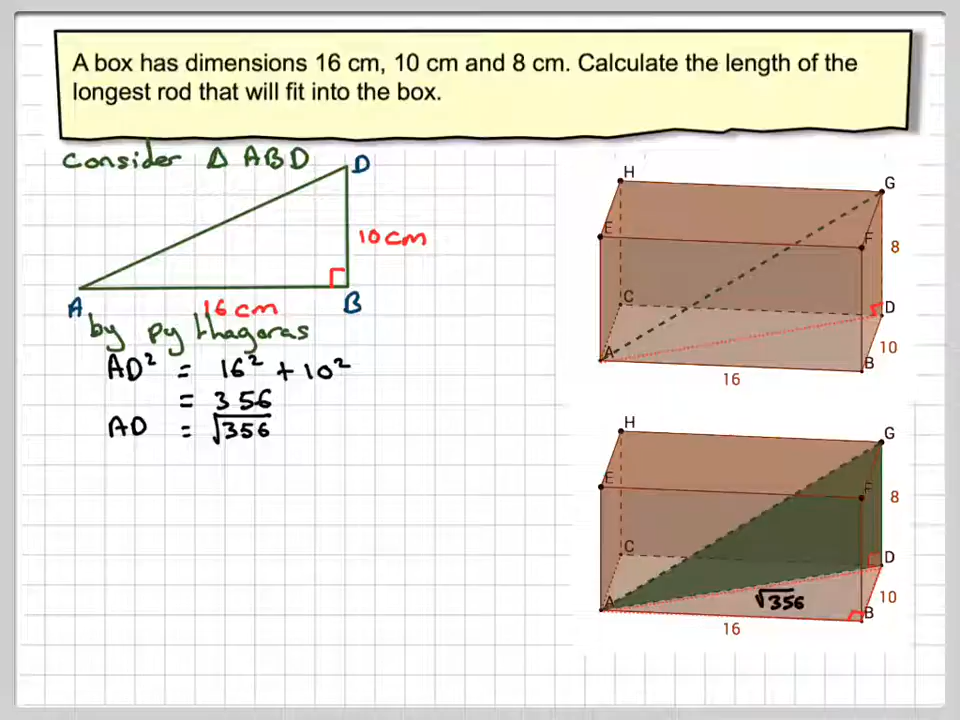 A box has dimensions 16 cm, 10 cm and 8 cm. Calculate the length of the
longest rod that will fit into the box.
Consider Δ ABD
D
10cm
A
16cm
B
by pythagoras
AD² = 16² + 10²
= 356
AD = √356
H
G
E
F
8
C
D
A
10
B
16
H
G
E
F
8
C
D
A
√356
10
B
16